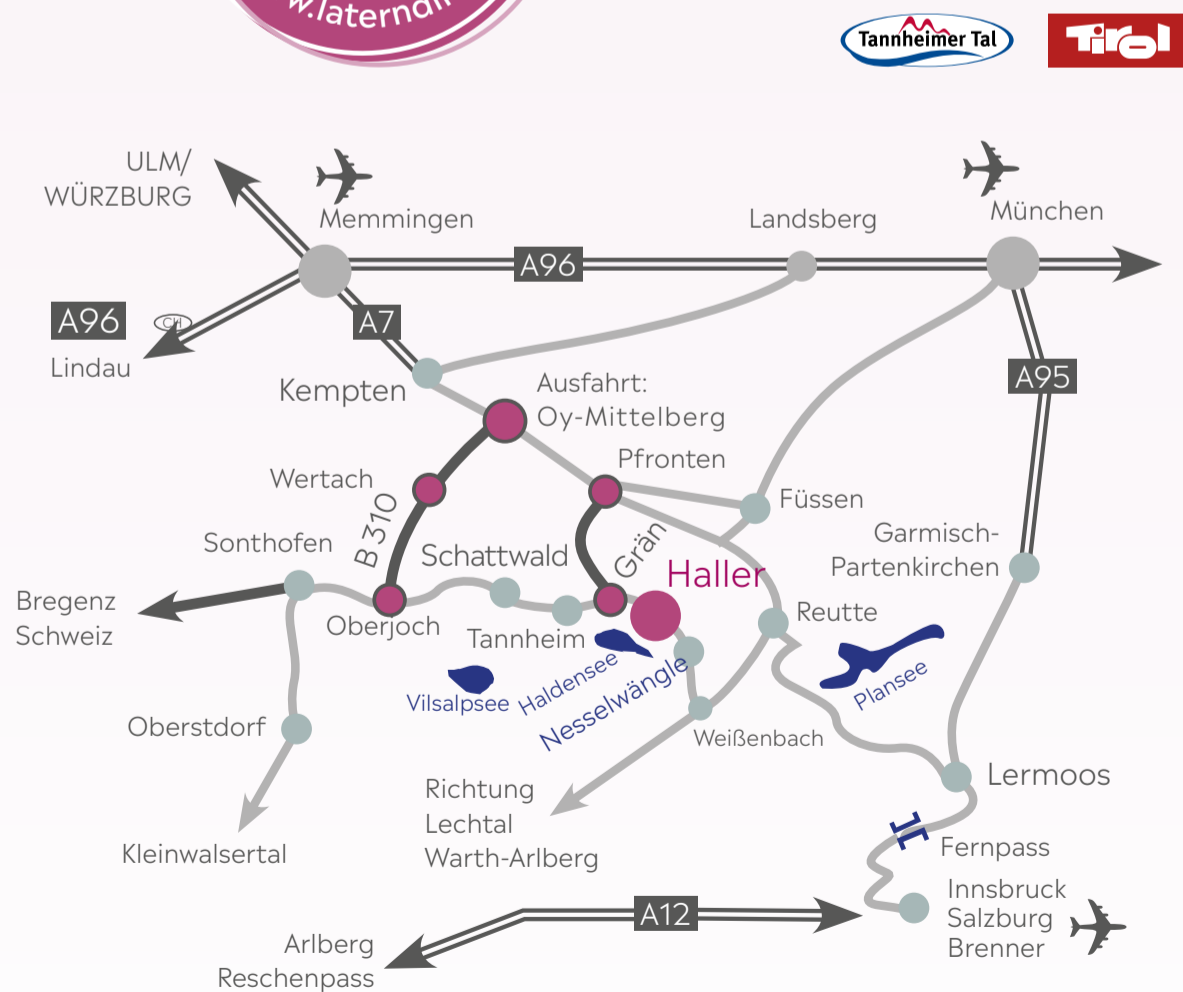 w.laterndl
Tannheimer Tal
Tirol
ULM/
WÜRZBURG
Memmingen
Landsberg
München
A96
A96
CH
Lindau
A7
A95
Kempten
Ausfahrt:
Oy-Mittelberg
Wertach
Pfronten
B 310
Füssen
Sonthofen
Schattwald
Grän
Garmisch-
Partenkirchen
Haller
Bregenz
Schweiz
Oberjoch
Tannheim
Reutte
Vilsalpsee
Haldensee
Nesselwängle
Plansee
Oberstdorf
Weißenbach
Lermoos
Richtung
Lechtal
Warth-Arlberg
Kleinwalsertal
Fernpass
Innsbruck
Salzburg
Brenner
A12
Arlberg
Reschenpass